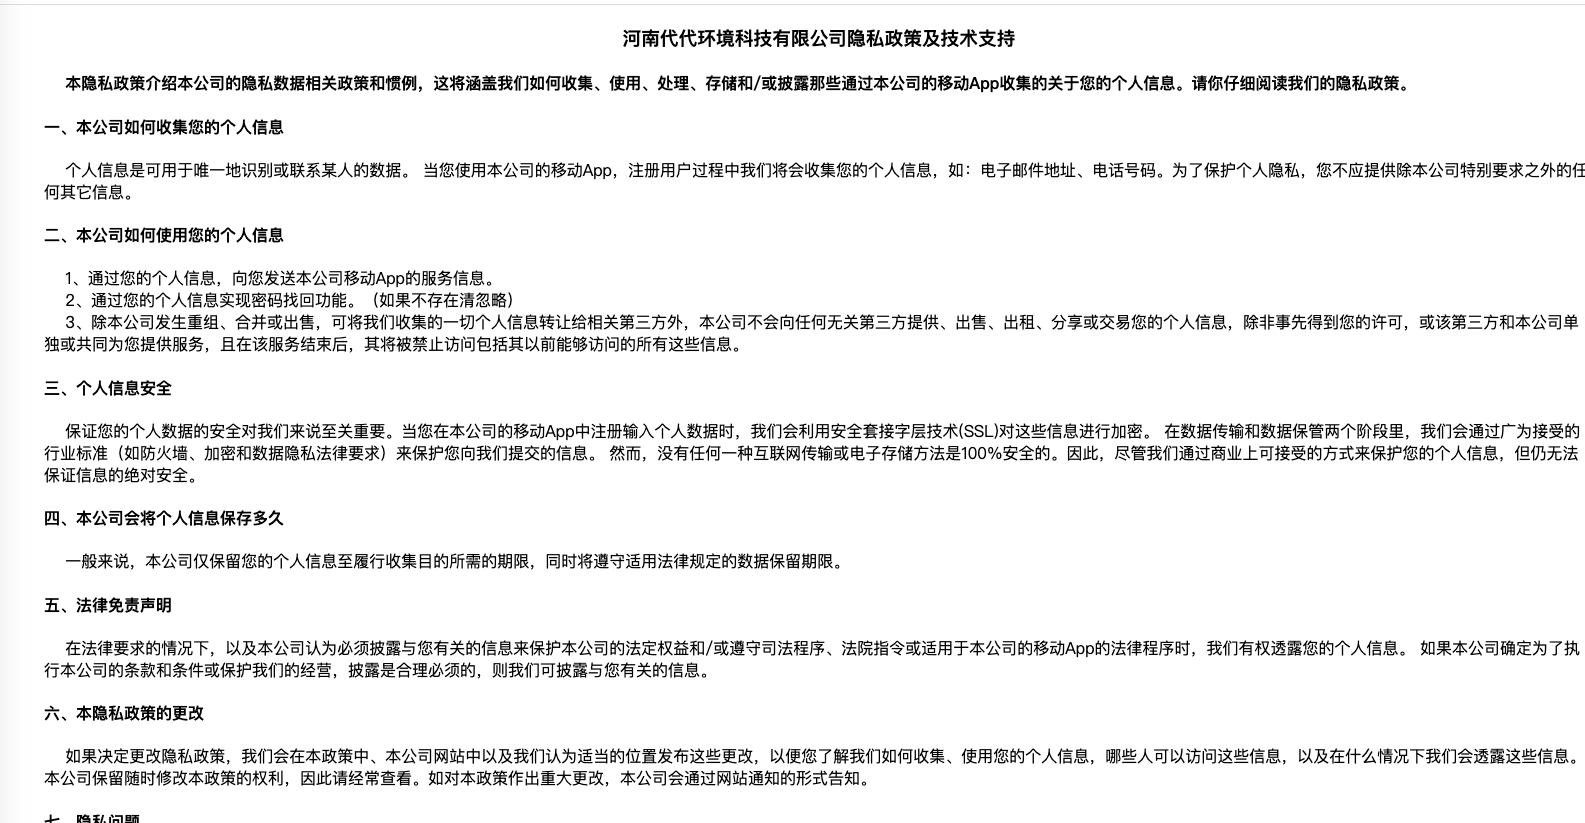 河南代代环境科技有限公司隐私政策及技术支持
本隐私政策介绍本公司的隐私数据相关政策和惯例，这将涵盖我们如何收集、使用、处理、存储和/或披露那些通过本公司的移动App收集的关于您的个人信息。请你仔细阅读我们的隐私政策。
一、本公司如何收集您的个人信息
个人信息是可用于唯一地识别或联系某人的数据。 当您使用本公司的移动App，注册用户过程中我们将会收集您的个人信息，如：电子邮件地址、电话号码。为了保护个人隐私，您不应提供除本公司特别要求之外的任
何其它信息。
二、本公司如何使用您的个人信息
1、通过您的个人信息，向您发送本公司移动App的服务信息。
2、通过您的个人信息实现密码找回功能。（如果不存在清忽略）
3、除本公司发生重组、合并或出售，可将我们收集的一切个人信息转让给相关第三方外，本公司不会向任何无关第三方提供、出售、出租、分享或交易您的个人信息，除非事先得到您的许可，或该第三方和本公司单
独或共同为您提供服务，且在该服务结束后，其将被禁止访问包括其以前能够访问的所有这些信息。
三、个人信息安全
保证您的个人数据的安全对我们来说至关重要。当您在本公司的移动App中注册输入个人数据时，我们会利用安全套接字层技术(SSL)对这些信息进行加密。 在数据传输和数据保管两个阶段里，我们会通过广为接受的
行业标准（如防火墙、加密和数据隐私法律要求）来保护您向我们提交的信息。 然而，没有任何一种互联网传输或电子存储方法是100%安全的。因此，尽管我们通过商业上可接受的方式来保护您的个人信息，但仍无法
保证信息的绝对安全。
四、本公司会将个人信息保存多久
一般来说，本公司仅保留您的个人信息至履行收集目的所需的期限，同时将遵守适用法律规定的数据保留期限。
五、法律免责声明
在法律要求的情况下，以及本公司认为必须披露与您有关的信息来保护本公司的法定权益和/或遵守司法程序、法院指令或适用于本公司的移动App的法律程序时，我们有权透露您的个人信息。 如果本公司确定为了执
行本公司的条款和条件或保护我们的经营，披露是合理必须的，则我们可披露与您有关的信息。
六、本隐私政策的更改
如果决定更改隐私政策，我们会在本政策中、本公司网站中以及我们认为适当的位置发布这些更改，以便您了解我们如何收集、使用您的个人信息，哪些人可以访问这些信息，以及在什么情况下我们会透露这些信息。
本公司保留随时修改本政策的权利，因此请经常查看。如对本政策作出重大更改，本公司会通过网站通知的形式告知。
七、隐私问题